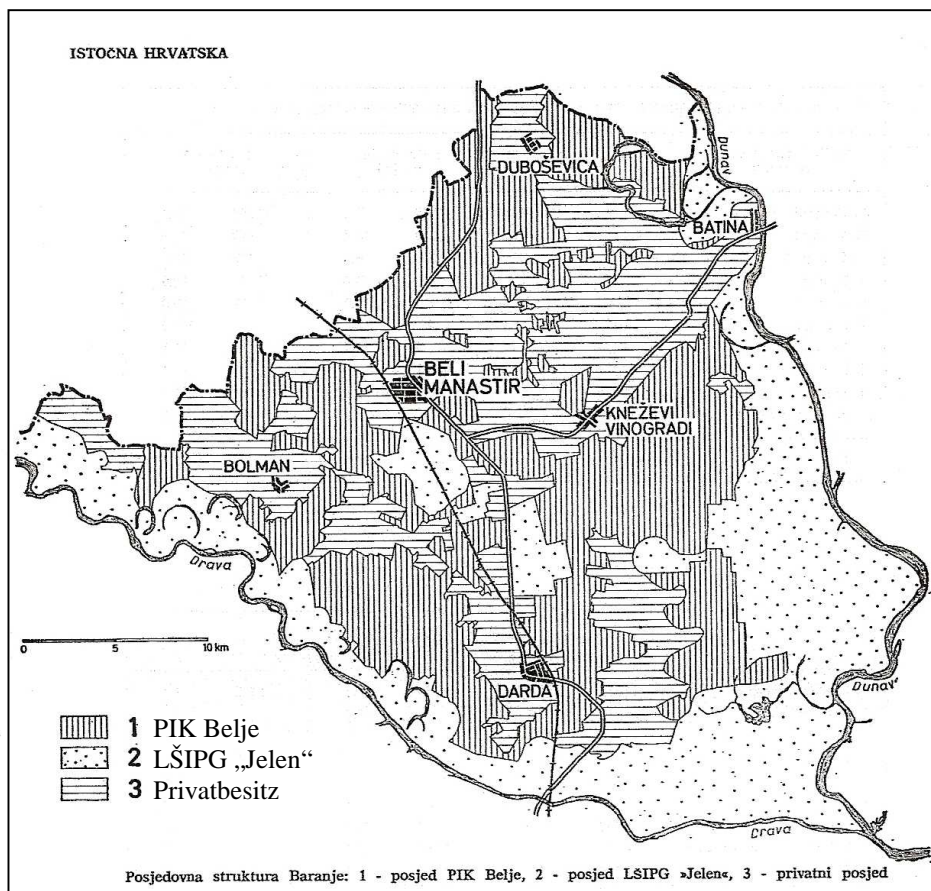 ISTOČNA HRVATSKA
DUBOŠEVICA
Dunav
BATINA
BELI
MANASTIR
KNEŽEVI
VINOGRADI
BOLMAN
Drava
0 5 10 km
DARDA
Dunav
1 PIK Belje
2 LŠIPG „Jelen“
3 Privatbesitz
Drava
Posjedovna struktura Baranje: 1 - posjed PIK Belje, 2 - posjed LŠIPG »Jelen«, 3 - privatni posjed